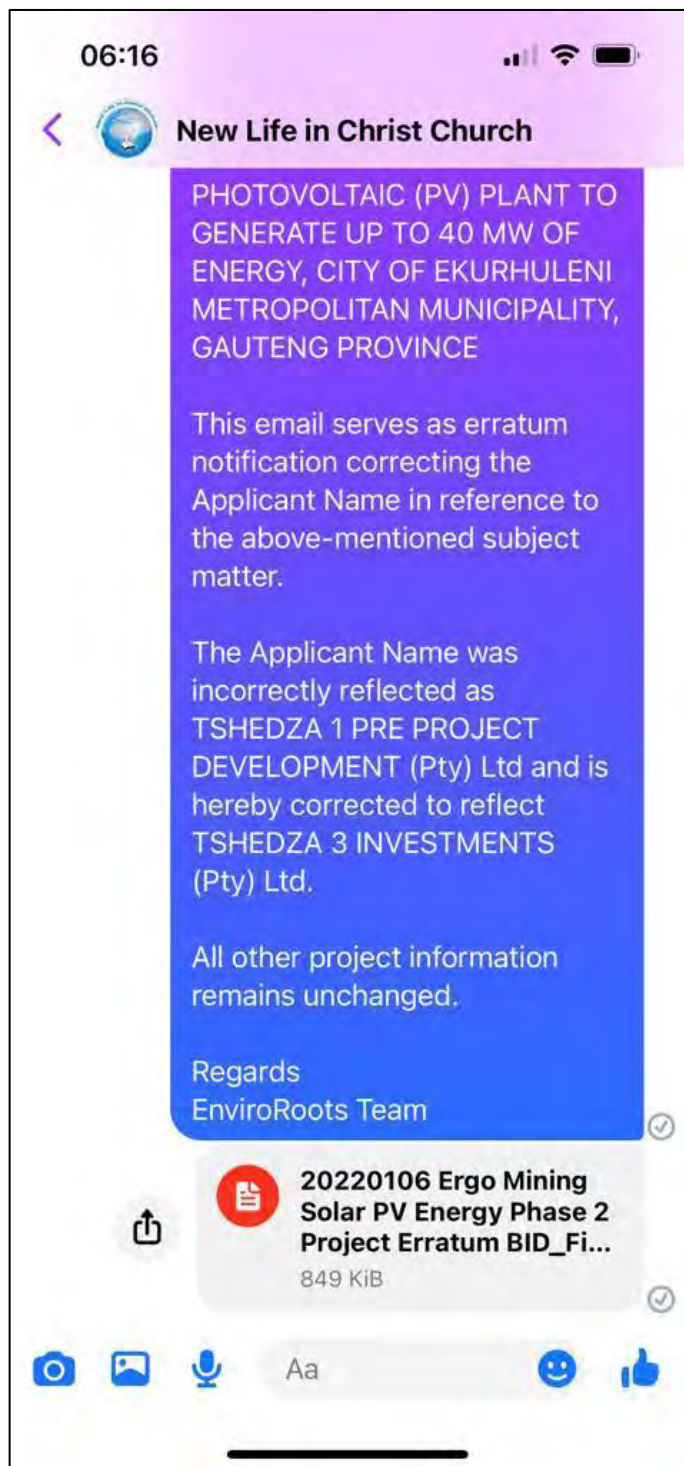 06:16
New Life in Christ Church
PHOTOVOLTAIC (PV) PLANT TO
GENERATE UP TO 40 MW OF
ENERGY, CITY OF EKURHULENI
METROPOLITAN MUNICIPALITY,
GAUTENG PROVINCE
This email serves as erratum
notification correcting the
Applicant Name in reference to
the above-mentioned subject
matter.
The Applicant Name was
incorrectly reflected as
TSHEDZA 1 PRE PROJECT
DEVELOPMENT (Pty) Ltd and is
hereby corrected to reflect
TSHEDZA 3 INVESTMENTS
(Pty) Ltd.
All other project information
remains unchanged.
Regards
EnviroRoots Team
20220106 Ergo Mining
Solar PV Energy Phase 2
Project Erratum BID_Fi...
849 KiB
Aa